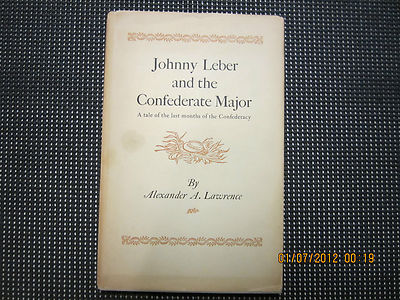 Johnny Leber
and the
Confederate Major
A tale of the last months of the Confederacy
By
Alexander A. Lawrence
01/07/2012 00 19